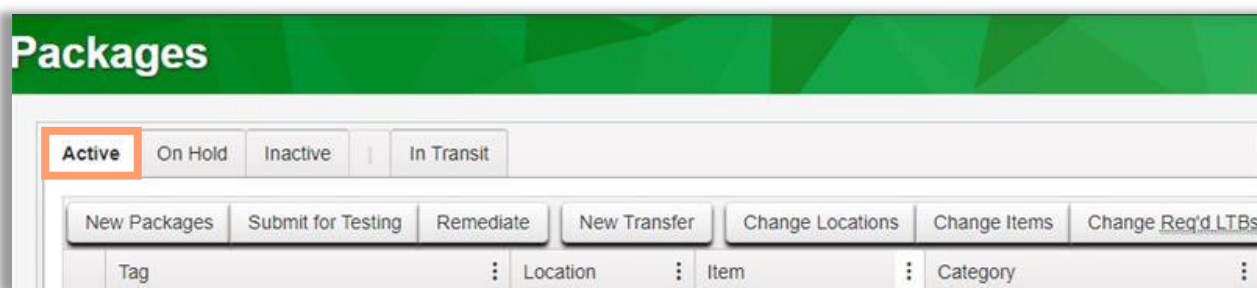 Packages
Active On Hold Inactive | In Transit
New Packages Submit for Testing Remediate New Transfer Change Locations Change Items Change Req'd LTBs
Tag Location Item Category